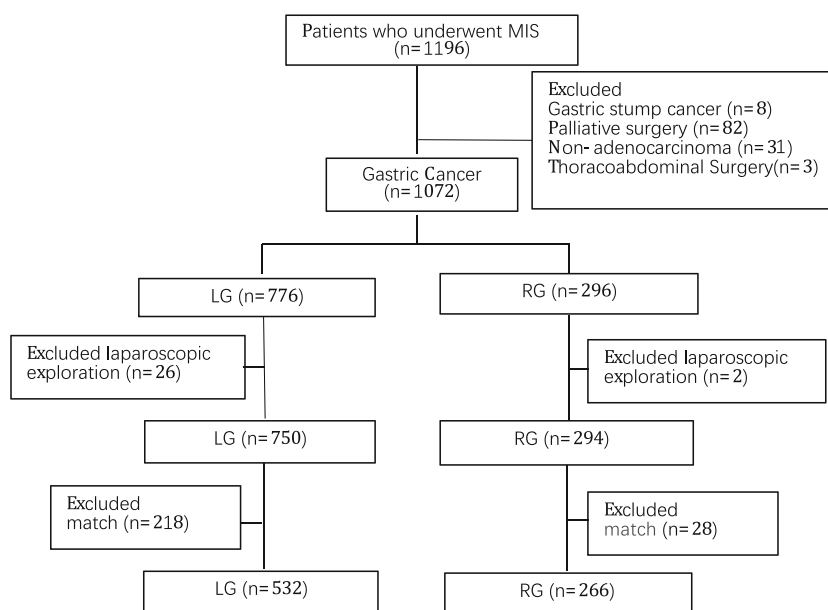 Patients who underwent MIS
(n=1196)
Excluded
Gastric stump cancer (n=8)
Palliative surgery (n=82)
Non-adenocarcinoma (n=31)
Thoracoabdominal Surgery(n=3)
Gastric Cancer
(n=1072)
LG (n=776)
RG (n=296)
Excluded laparoscopic
exploration (n=26)
Excluded laparoscopic
exploration (n=2)
LG (n=750)
RG (n=294)
Excluded
match (n=218)
Excluded
match (n=28)
LG (n=532)
RG (n=266)